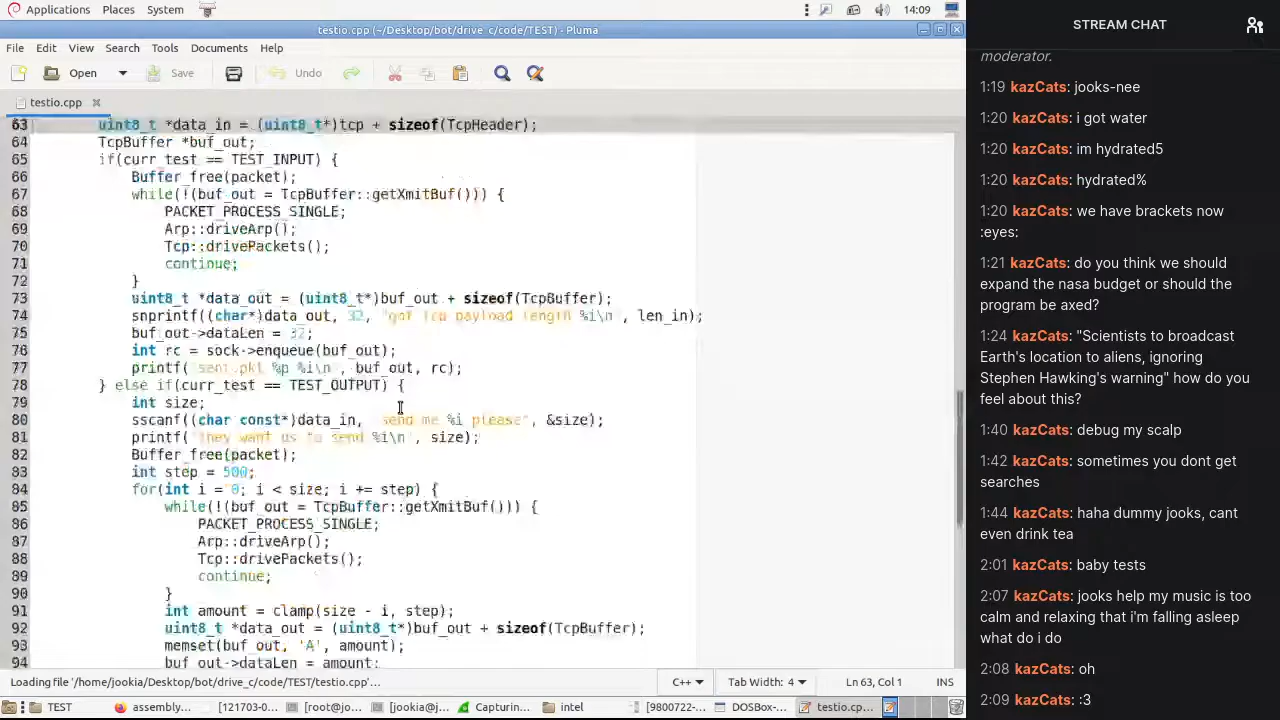 Applications Places System 14:09
testio.cpp (~/Desktop/bot/drive_c/code/TEST) - Pluma
File Edit View Search Tools Documents Help
Open Save Undo
testio.cpp
63 uint8_t *data_in = (uint8_t*)tcp + sizeof(TcpHeader);
64 TcpBuffer *buf_out;
65 if(curr_test == TEST_INPUT) {
66 Buffer_free(packet);
67 while(!(buf_out = TcpBuffer::getXmitBuf())) {
68 PACKET_PROCESS_SINGLE;
69 Arp::driveArp();
70 Tcp::drivePackets();
71 continue;
72 }
73 uint8_t *data_out = (uint8_t*)buf_out + sizeof(TcpBuffer);
74 snprintf((char*)data_out, 32, "got tcp payload length %i\n", len_in);
75 buf_out->dataLen = 32;
76 int rc = sock->enqueue(buf_out);
77 printf("sent pkt %p %i\n", buf_out, rc);
78 } else if(curr_test == TEST_OUTPUT) {
79 int size;
80 sscanf((char const*)data_in, "send me %i please", &size);
81 printf("they want us to send %i\n", size);
82 Buffer_free(packet);
83 int step = 500;
84 for(int i = 0; i < size; i += step) {
85 while(!(buf_out = TcpBuffer::getXmitBuf())) {
86 PACKET_PROCESS_SINGLE;
87 Arp::driveArp();
88 Tcp::drivePackets();
89 continue;
90 }
91 int amount = clamp(size - i, step);
92 uint8_t *data_out = (uint8_t*)buf_out + sizeof(TcpBuffer);
93 memset(buf_out, 'A', amount);
94 buf_out->dataLen = amount;
Loading file '/home/jookia/Desktop/bot/drive_c/code/TEST/testio.cpp'… C++ Tab Width: 4 Ln 63, Col 1 INS
TEST assembly... [121703-0... [root@jo... [jookia@j... Capturin... intel [9800722-... DOSBox-... testio.cp...
STREAM CHAT
moderator.
1:19 kazCats: jooks-nee
1:20 kazCats: i got water
1:20 kazCats: im hydrated5
1:20 kazCats: hydrated%
1:20 kazCats: we have brackets now
:eyes:
1:21 kazCats: do you think we should
expand the nasa budget or should the
program be axed?
1:24 kazCats: "Scientists to broadcast
Earth's location to aliens, ignoring
Stephen Hawking's warning" how do you
feel about this?
1:40 kazCats: debug my scalp
1:42 kazCats: sometimes you dont get
searches
1:44 kazCats: haha dummy jooks, cant
even drink tea
2:01 kazCats: baby tests
2:07 kazCats: jooks help my music is too
calm and relaxing that i'm falling asleep
what do i do
2:08 kazCats: oh
2:09 kazCats: :3